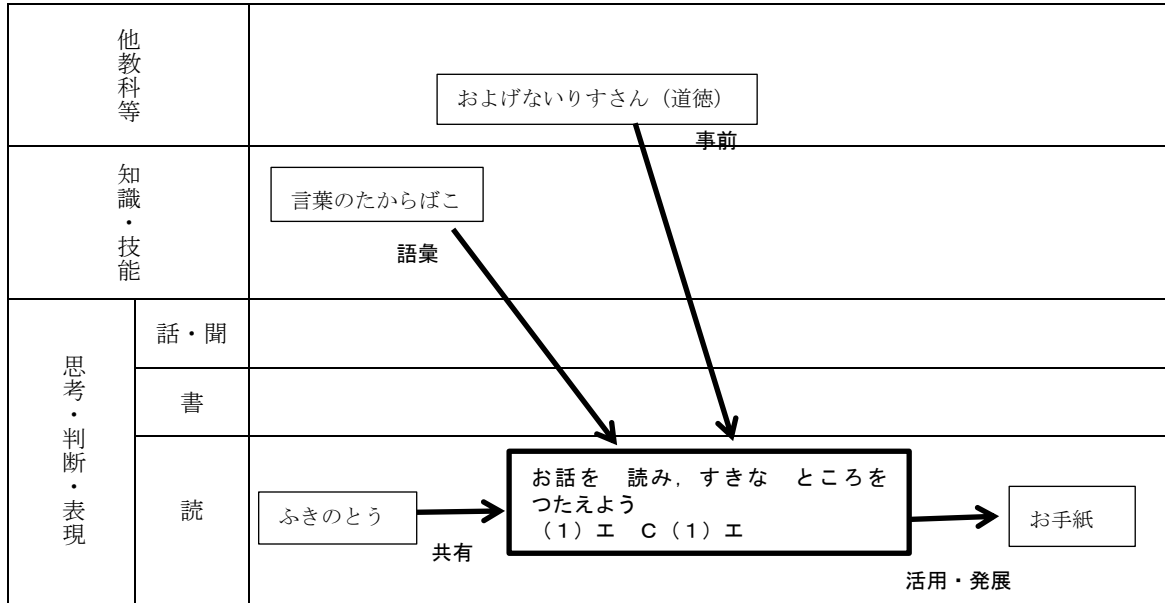 他教科等
およげないりすさん（道徳）
事前
知識・技能
言葉のたからばこ
語彙
思考・判断・表現
話・聞
書
読
ふきのとう
共有
お話を　読み，すきな　ところを
つたえよう
（１）エ　Ｃ（１）エ
お手紙
活用・発展